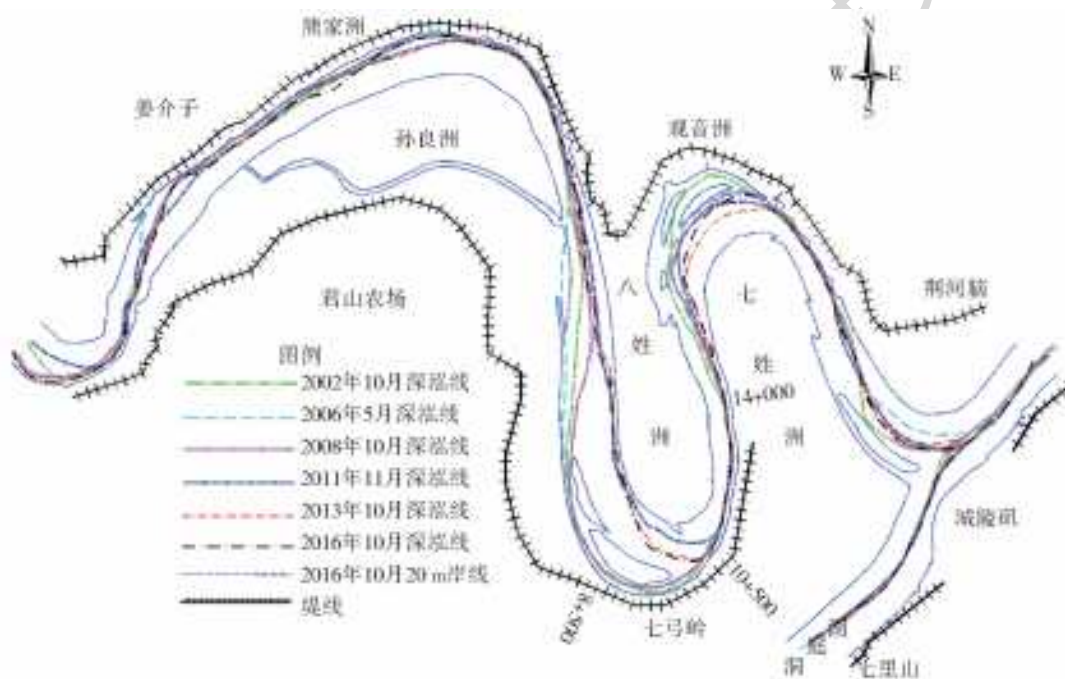 熊家洲
N
W E
S
姜介子
观音洲
孙良洲
八姓洲
七姓洲
荆河脑
君山农场
图例
2002年10月深泓线
2006年5月深泓线
2008年10月深泓线
2011年11月深泓线
2013年10月深泓线
2016年10月深泓线
2016年10月20 m岸线
堤线
14+000
城陵矶
10+500
七弓岭
洞庭湖
七里山